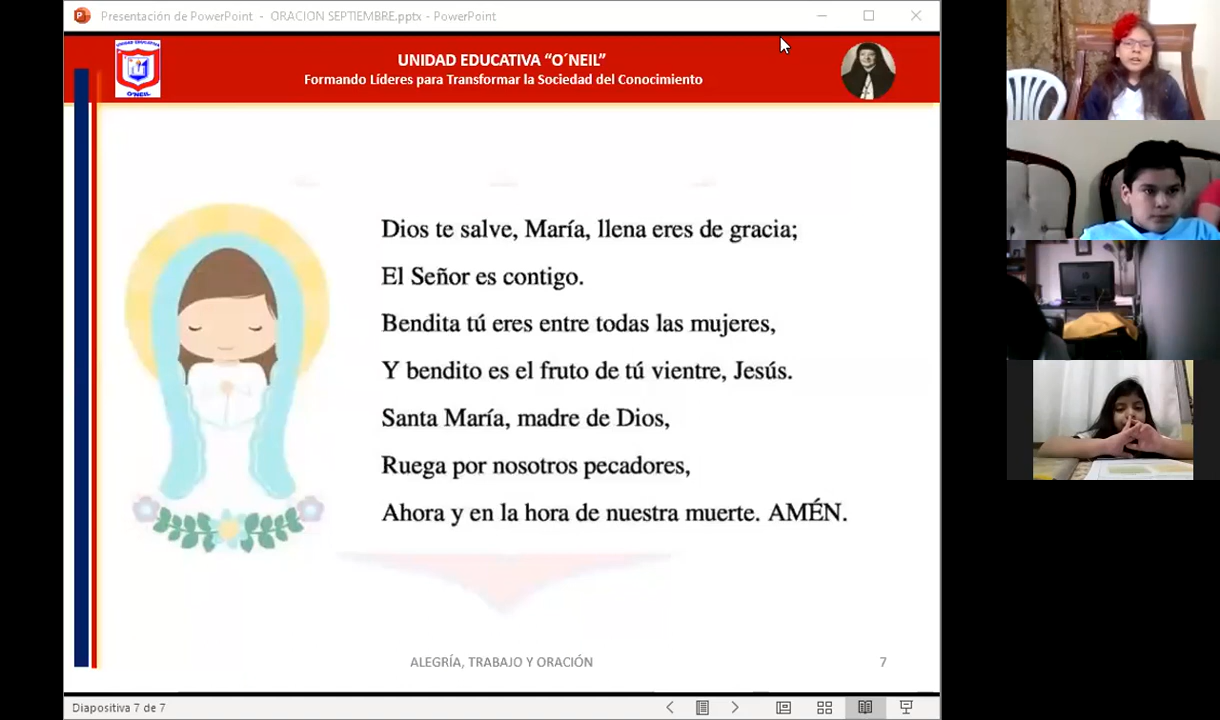 Presentación de PowerPoint - ORACION SEPTIEMBRE.pptx - PowerPoint
UNIDAD EDUCATIVA “O´NEIL”
Formando Líderes para Transformar la Sociedad del Conocimiento
O'NEIL
Dios te salve, María, llena eres de gracia;
El Señor es contigo.
Bendita tú eres entre todas las mujeres,
Y bendito es el fruto de tú vientre, Jesús.
Santa María, madre de Dios,
Ruega por nosotros pecadores,
Ahora y en la hora de nuestra muerte. AMÉN.
ALEGRÍA, TRABAJO Y ORACIÓN
7
Diapositiva 7 de 7